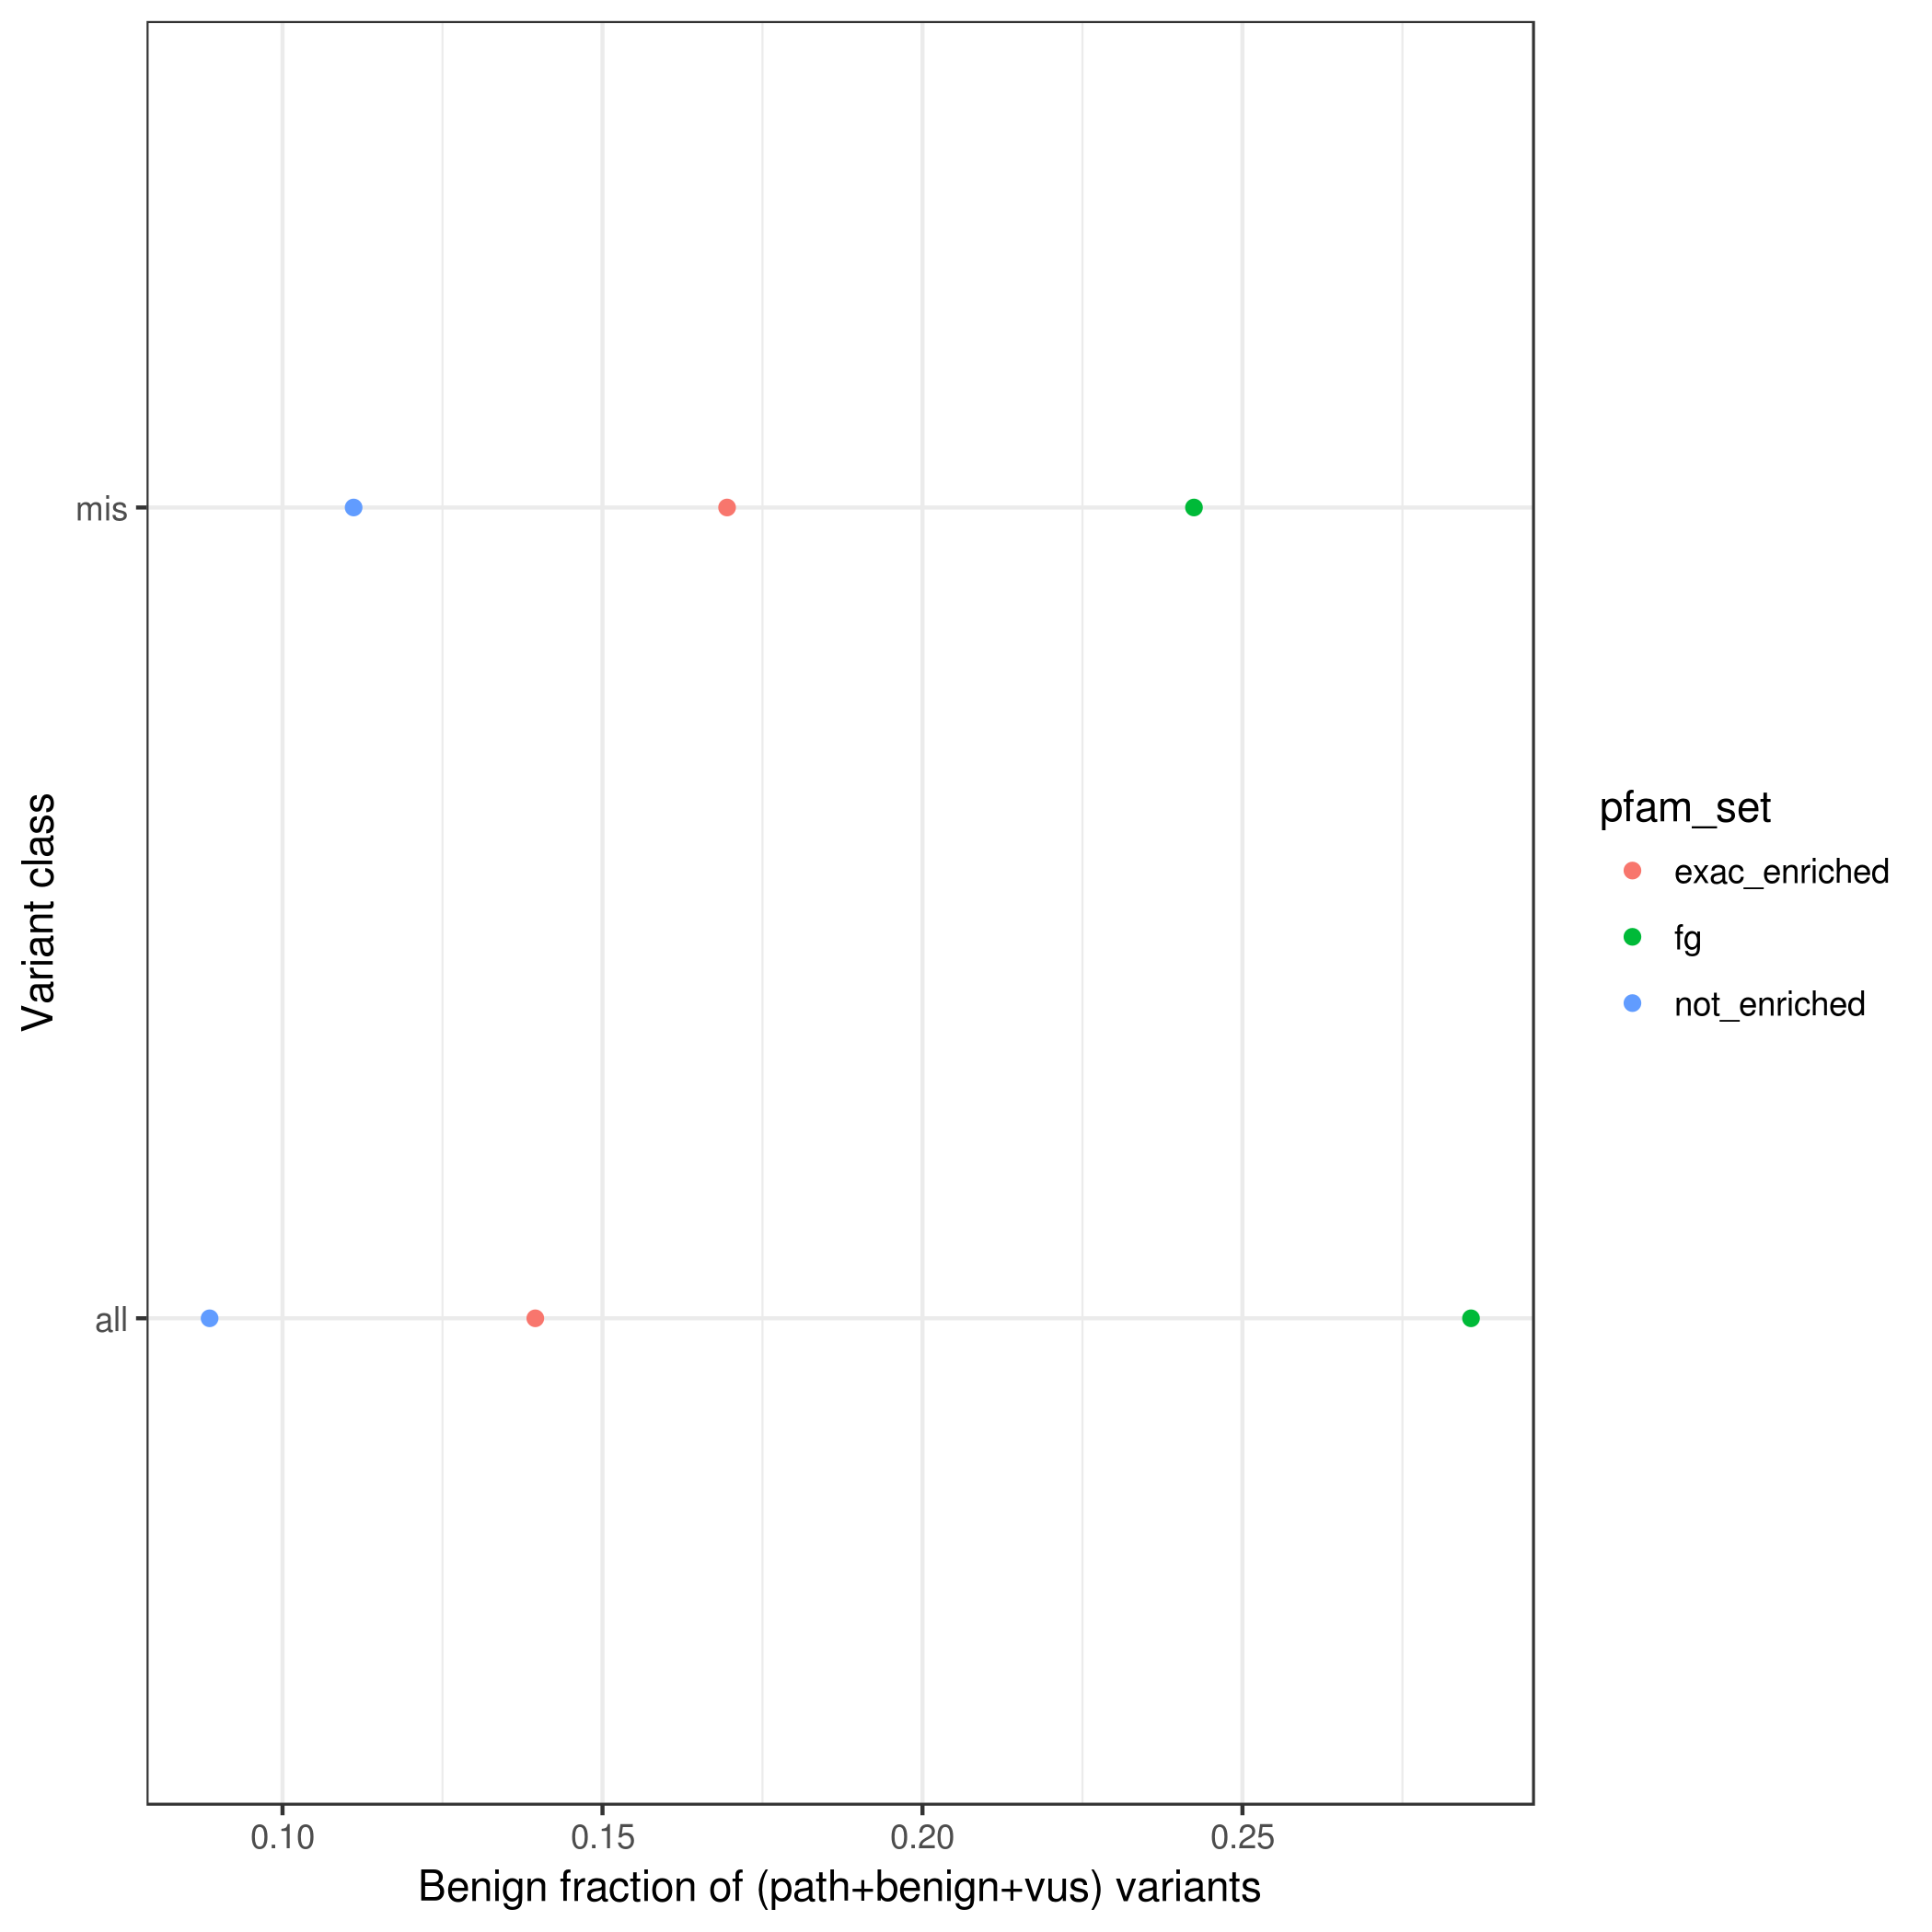 mis
all
Variant class
0.10 0.15 0.20 0.25
Benign fraction of (path+benign+vus) variants
pfam_set
exac_enriched
fg
not_enriched